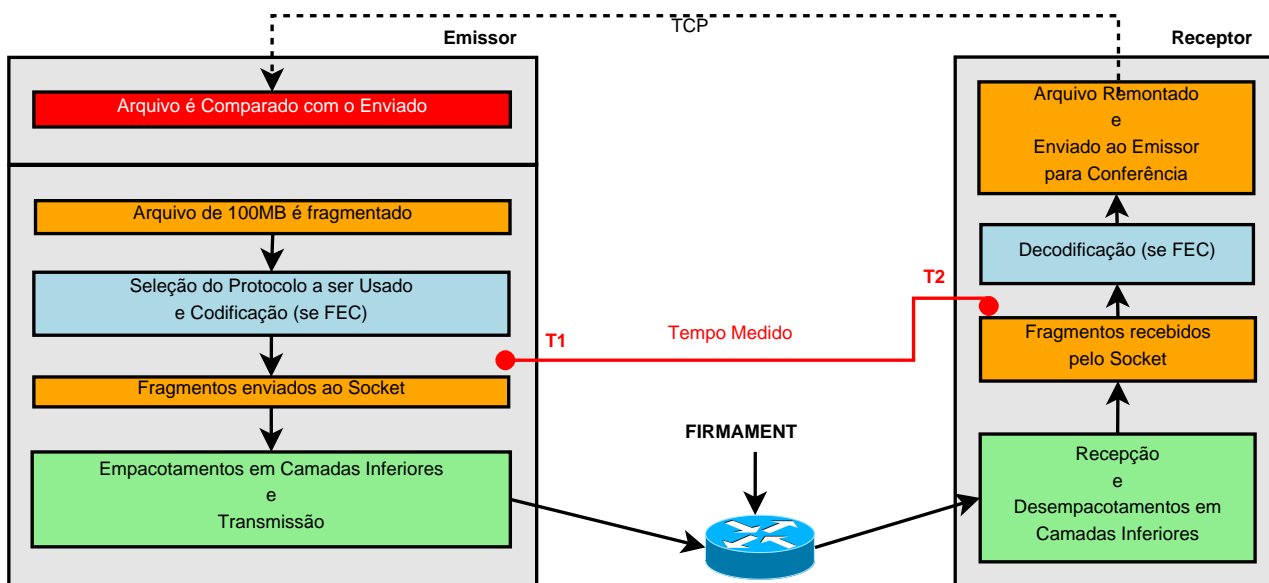 TCP
Emissor
Receptor
Arquivo é Comparado com o Enviado
Arquivo de 100MB é fragmentado
Seleção do Protocolo a ser Usado
e Codificação (se FEC)
Fragmentos enviados ao Socket
Empacotamentos em Camadas Inferiores
e
Transmissão
T1
Tempo Medido
T2
FIRMAMENT
Arquivo Remontado
e
Enviado ao Emissor
para Conferência
Decodificação (se FEC)
Fragmentos recebidos
pelo Socket
Recepção
e
Desempacotamentos em
Camadas Inferiores